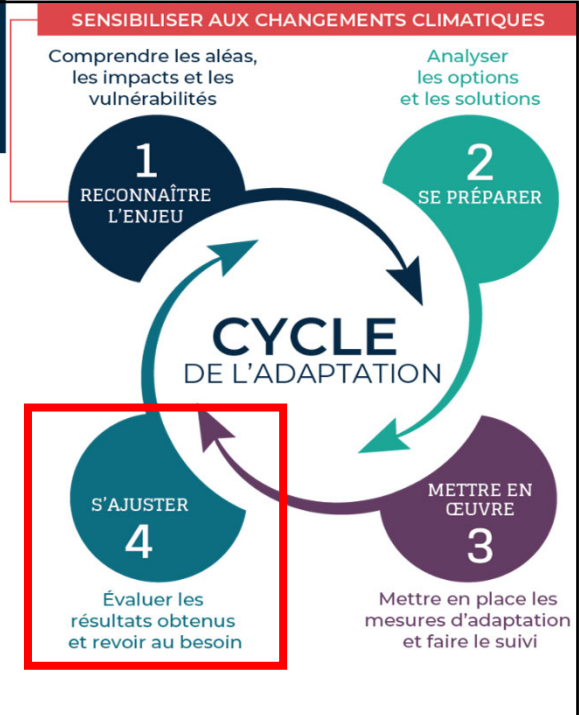 SENSIBILISER AUX CHANGEMENTS CLIMATIQUES
Comprendre les aléas,
les impacts et les
vulnérabilités
1
RECONNAÎTRE
L'ENJEU
Analyser
les options
et les solutions
2
SE PRÉPARER
CYCLE
DE L'ADAPTATION
METTRE EN
ŒUVRE
3
Mettre en place les
mesures d'adaptation
et faire le suivi
S'AJUSTER
4
Évaluer les
résultats obtenus
et revoir au besoin